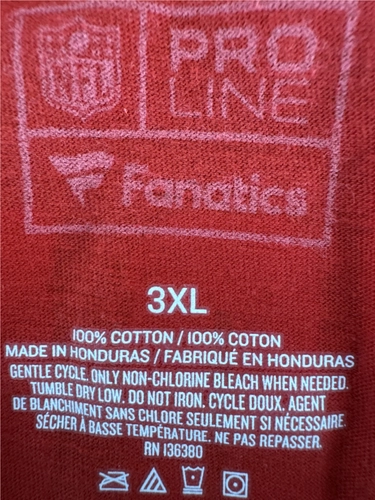 NFL
PRO
LINE
Fanatics
3XL
100% COTTON / 100% COTON
MADE IN HONDURAS / FABRIQUÉ EN HONDURAS
GENTLE CYCLE. ONLY NON-CHLORINE BLEACH WHEN NEEDED.
TUMBLE DRY LOW. DO NOT IRON. CYCLE DOUX. AGENT
DE BLANCHIMENT SANS CHLORE SEULEMENT SI NÉCESSAIRE.
SÉCHER À BASSE TEMPÉRATURE. NE PAS REPASSER.
RN 136380